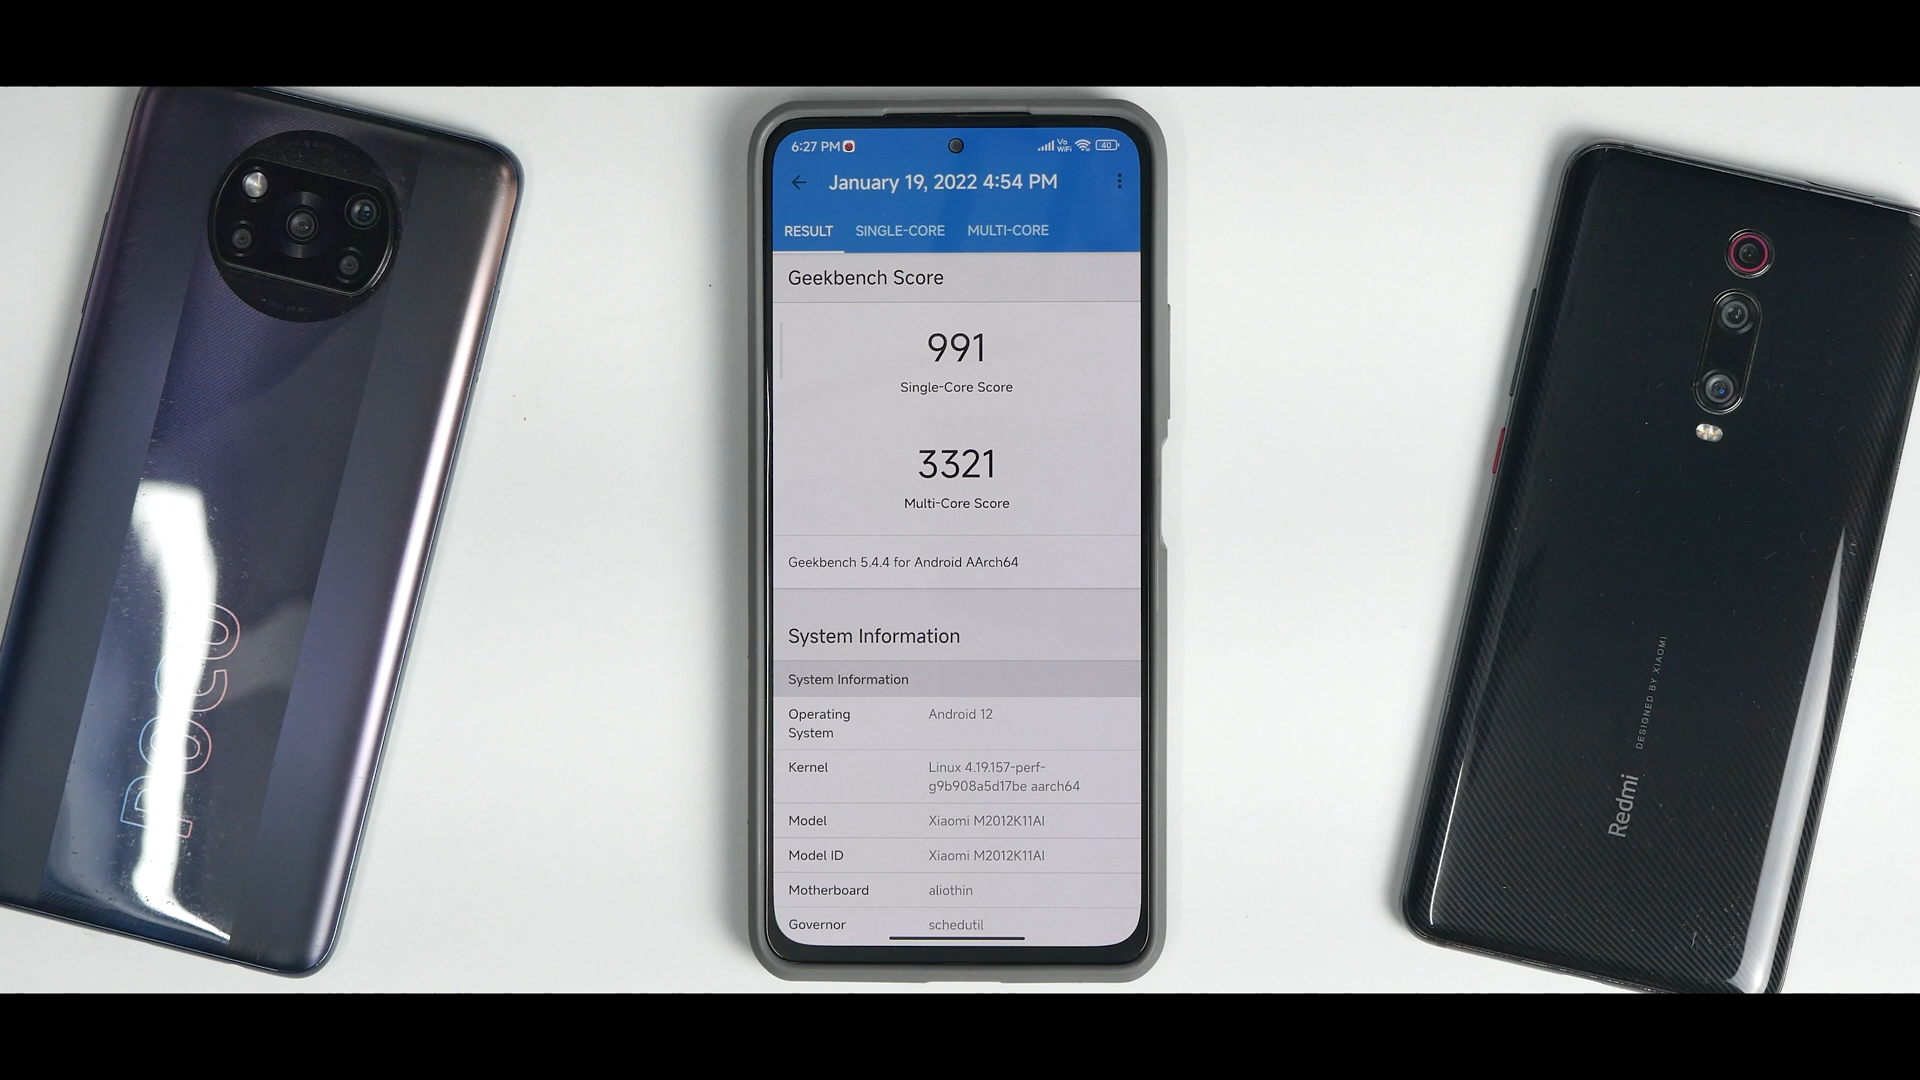 6:27 PM
Vo
WiFi
40
January 19, 2022 4:54 PM
RESULT SINGLE-CORE MULTI-CORE
Geekbench Score
991
Single-Core Score
3321
Multi-Core Score
Geekbench 5.4.4 for Android AArch64
System Information
System Information
Operating System Android 12
Kernel Linux 4.19.157-perf-
g9b908a5d17be aarch64
Model Xiaomi M2012K11AI
Model ID Xiaomi M2012K11AI
Motherboard aliothin
Governor schedutil
POCO
Redmi
DESIGNED BY XIAOMI